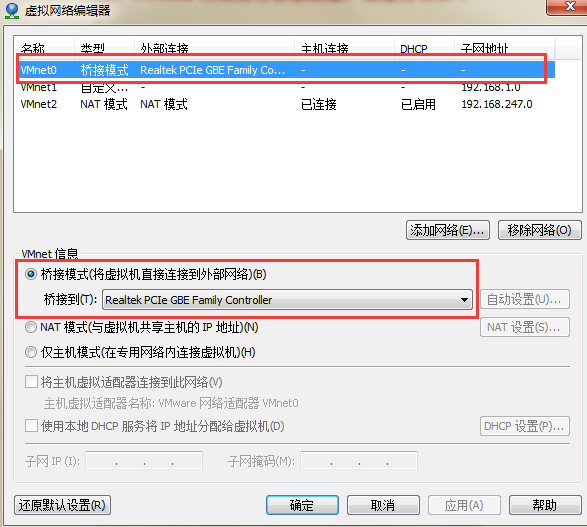 虚拟网络编辑器
名称 类型 外部连接 主机连接 DHCP 子网地址
VMnet0 桥接模式 Realtek PCIe GBE Family Co... - - -
VMnet1 自定义... - - - 192.168.1.0
VMnet2 NAT 模式 NAT 模式 已连接 已启用 192.168.247.0
添加网络(E)... 移除网络(O)
VMnet 信息
桥接模式(将虚拟机直接连接到外部网络)(B)
桥接到(T): Realtek PCIe GBE Family Controller 自动设置(U)...
NAT 模式(与虚拟机共享主机的 IP 地址)(N) NAT 设置(S)...
仅主机模式(在专用网络内连接虚拟机)(H)
将主机虚拟适配器连接到此网络(V)
主机虚拟适配器名称: VMware 网络适配器 VMnet0
使用本地 DHCP 服务将 IP 地址分配给虚拟机(D) DHCP 设置(P)...
子网 IP (I): . . . 子网掩码(M): . . .
还原默认设置(R) 确定 取消 应用(A) 帮助